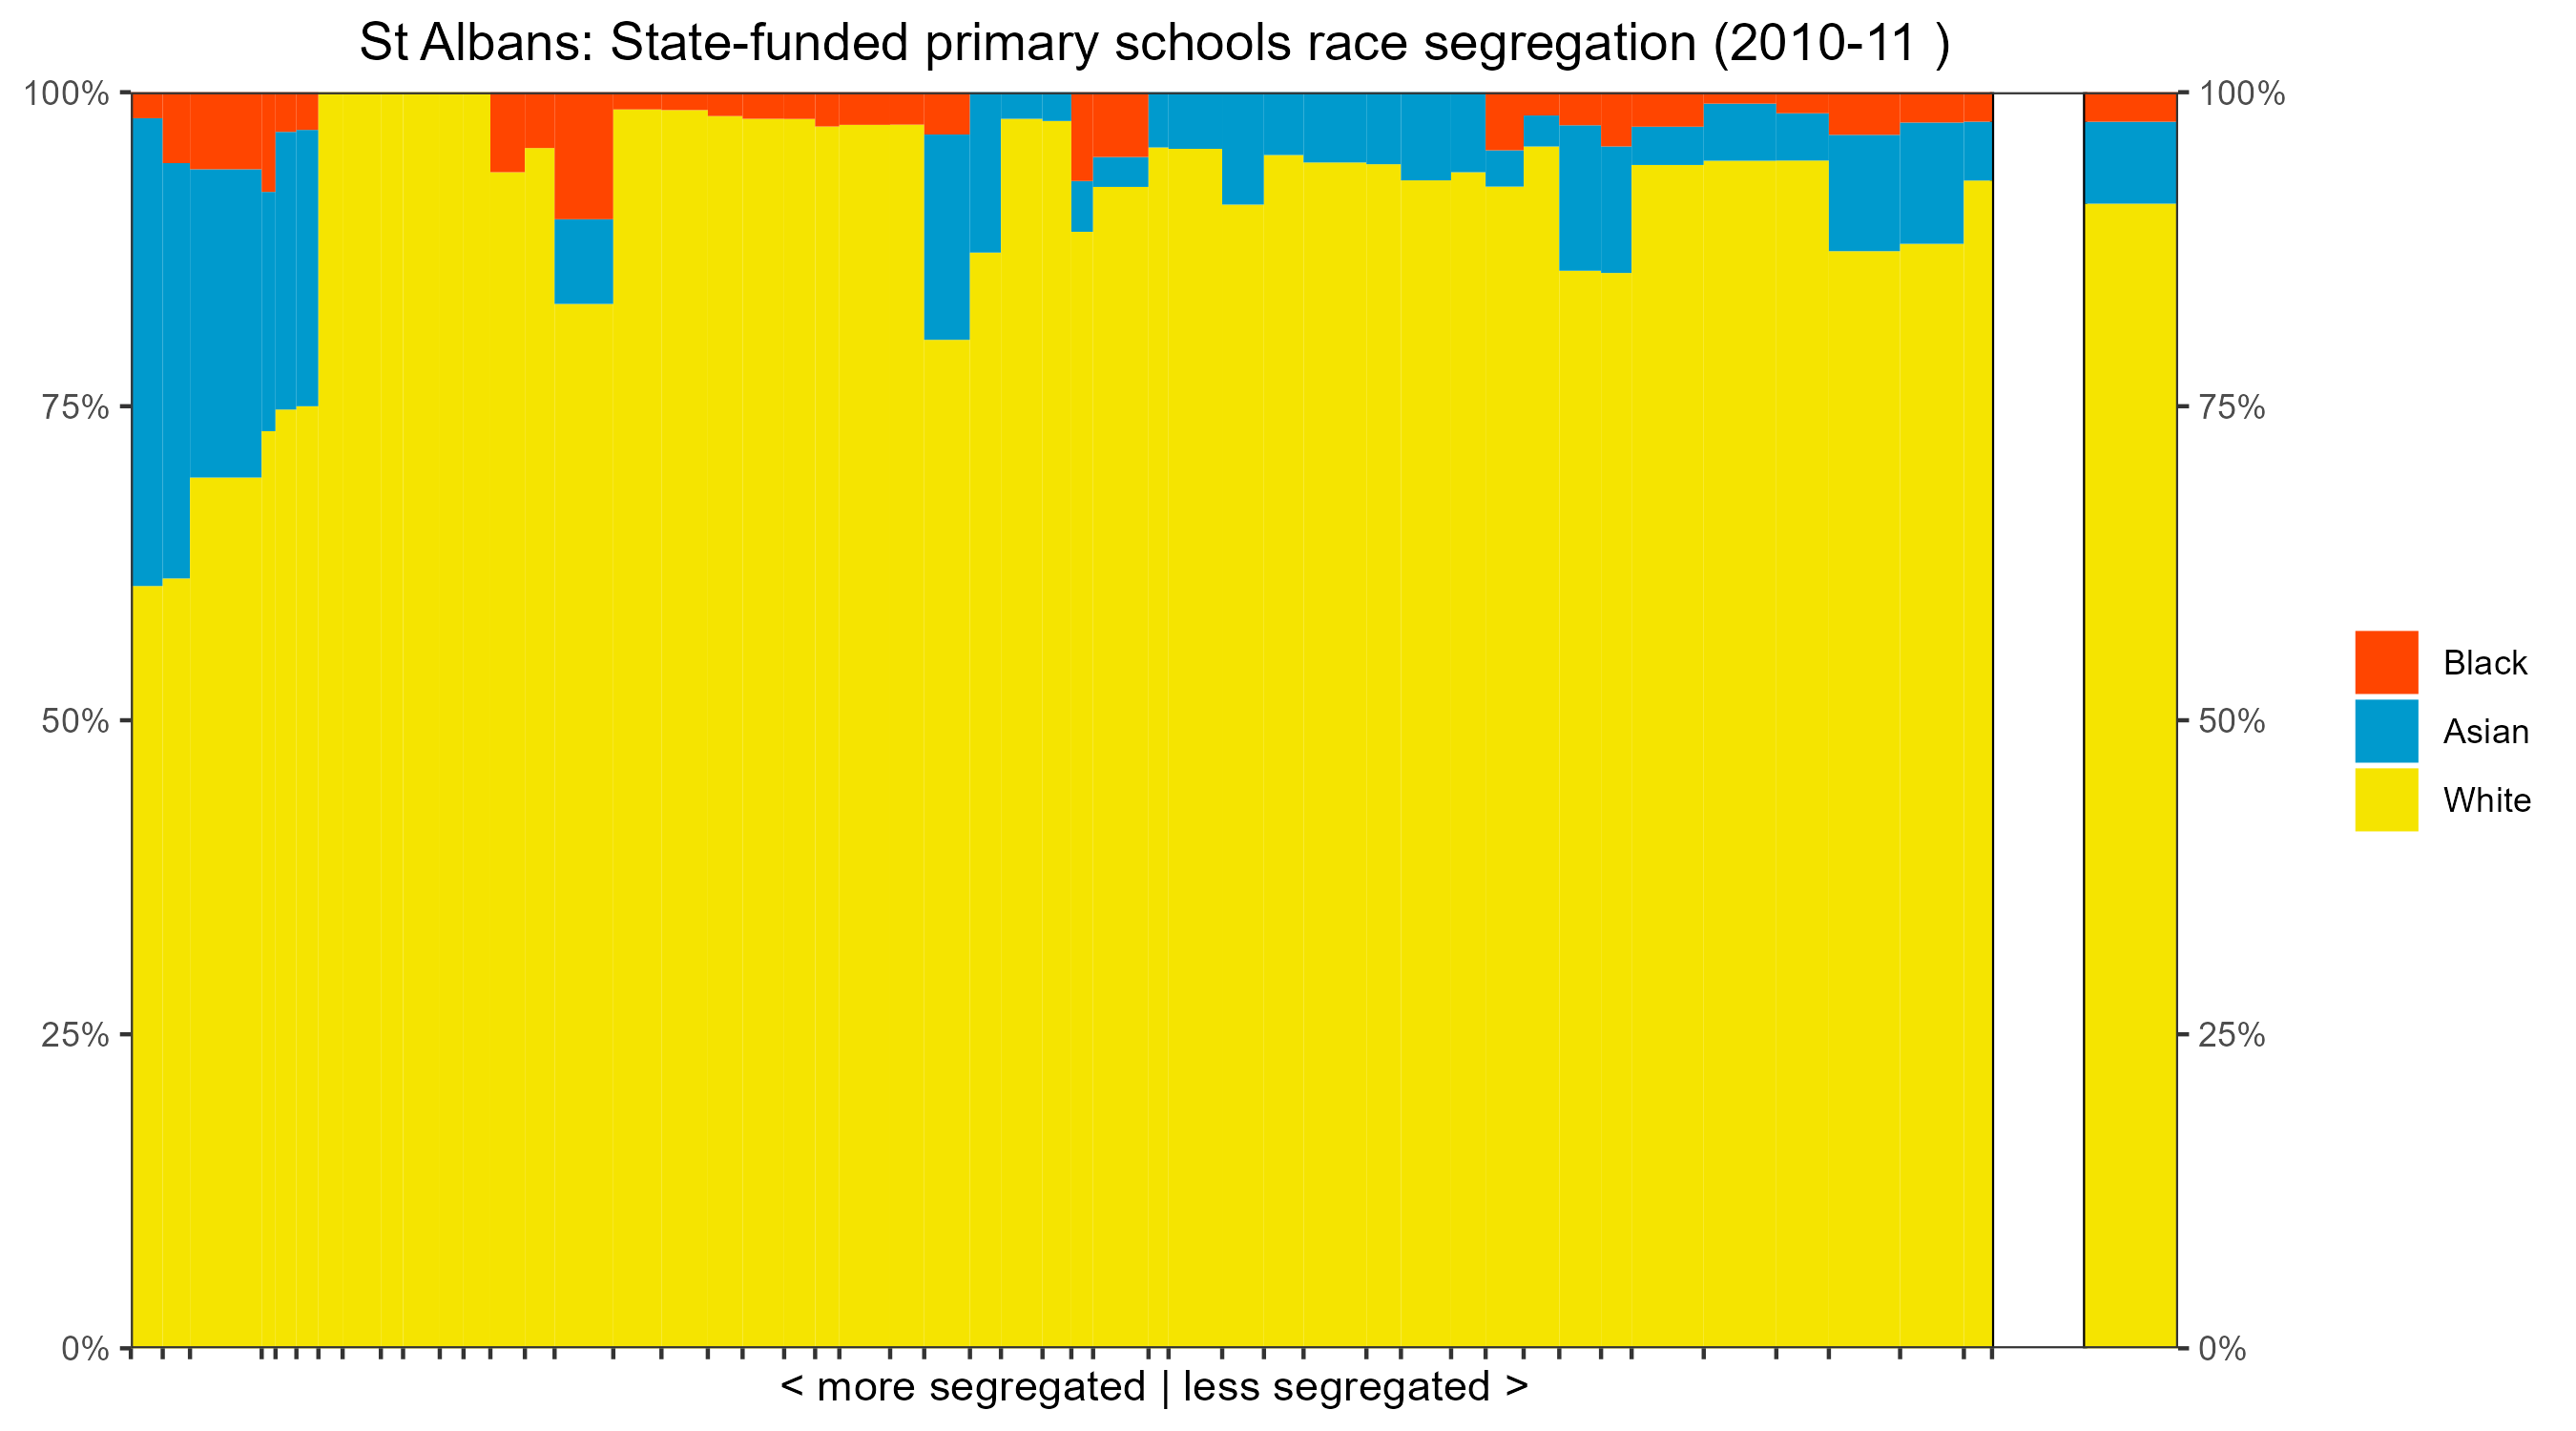 St Albans: State-funded primary schools race segregation (2010-11 )
100%
75%
50%
25%
0%
100%
75%
50%
25%
0%
Black
Asian
White
< more segregated | less segregated >